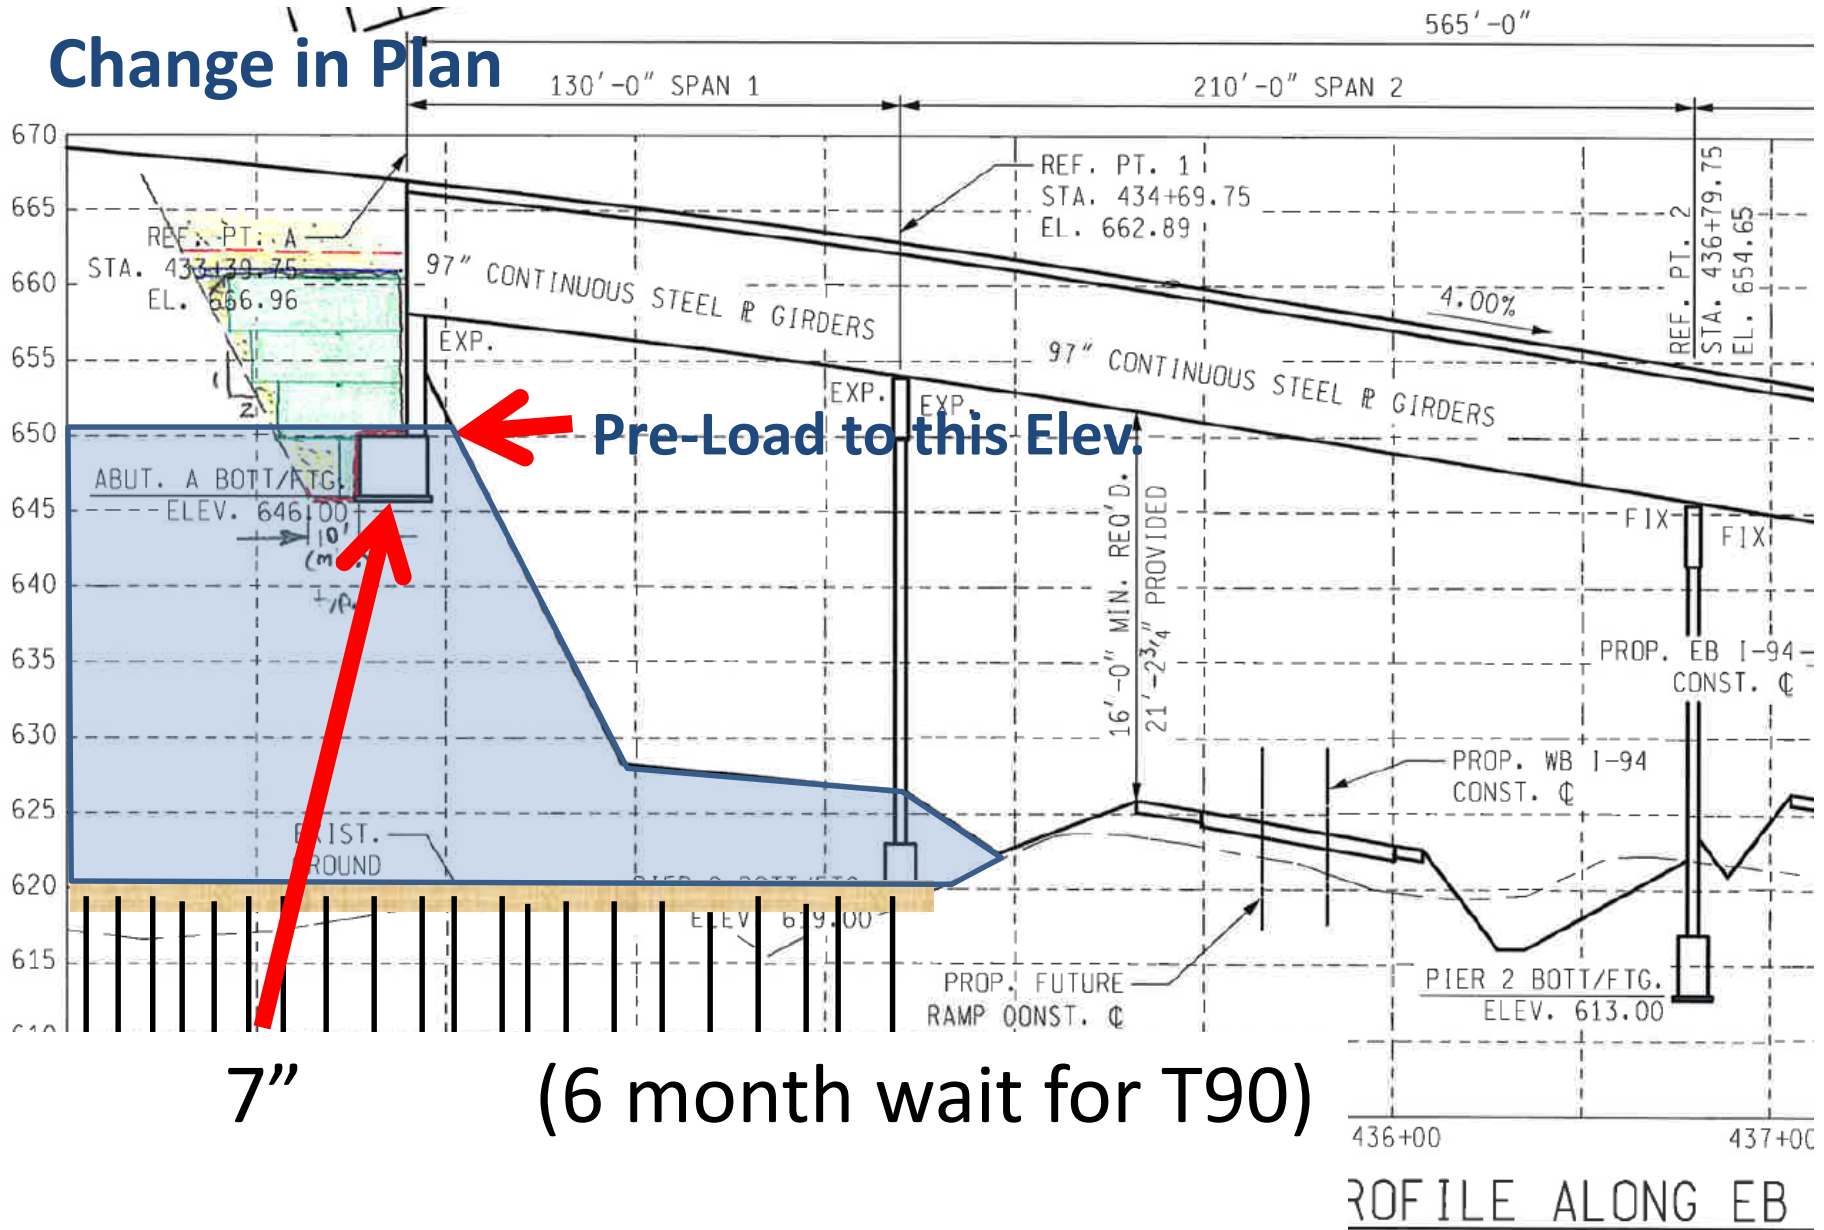 565'-0"
Change in Plan
130'-0" SPAN 1
210'-0" SPAN 2
670
665
660
655
650
645
640
635
630
625
620
615
REF. PT. A
STA. 433+39.75
EL. 666.96
REF. PT. 1
STA. 434+69.75
EL. 662.89
REF. PT. 2
STA. 436+79.75
EL. 654.65
97" CONTINUOUS STEEL ⅊ GIRDERS
4.00%
97" CONTINUOUS STEEL ⅊ GIRDERS
EXP.
EXP.
EXP.
1
2
Pre-Load to this Elev.
ABUT. A BOTT/FTG.
ELEV. 646.00
10'
16'-0" MIN. REQ'D.
21'-2¾" PROVIDED
FIX
FIX
PROP. EB I-94
CONST. ℄
PROP. WB I-94
CONST. ℄
EXIST.
GROUND
ELEV 619.00
PROP. FUTURE
RAMP CONST. ℄
PIER 2 BOTT/FTG.
ELEV. 613.00
7”
(6 month wait for T90)
436+00
437+00
ROFILE ALONG EB